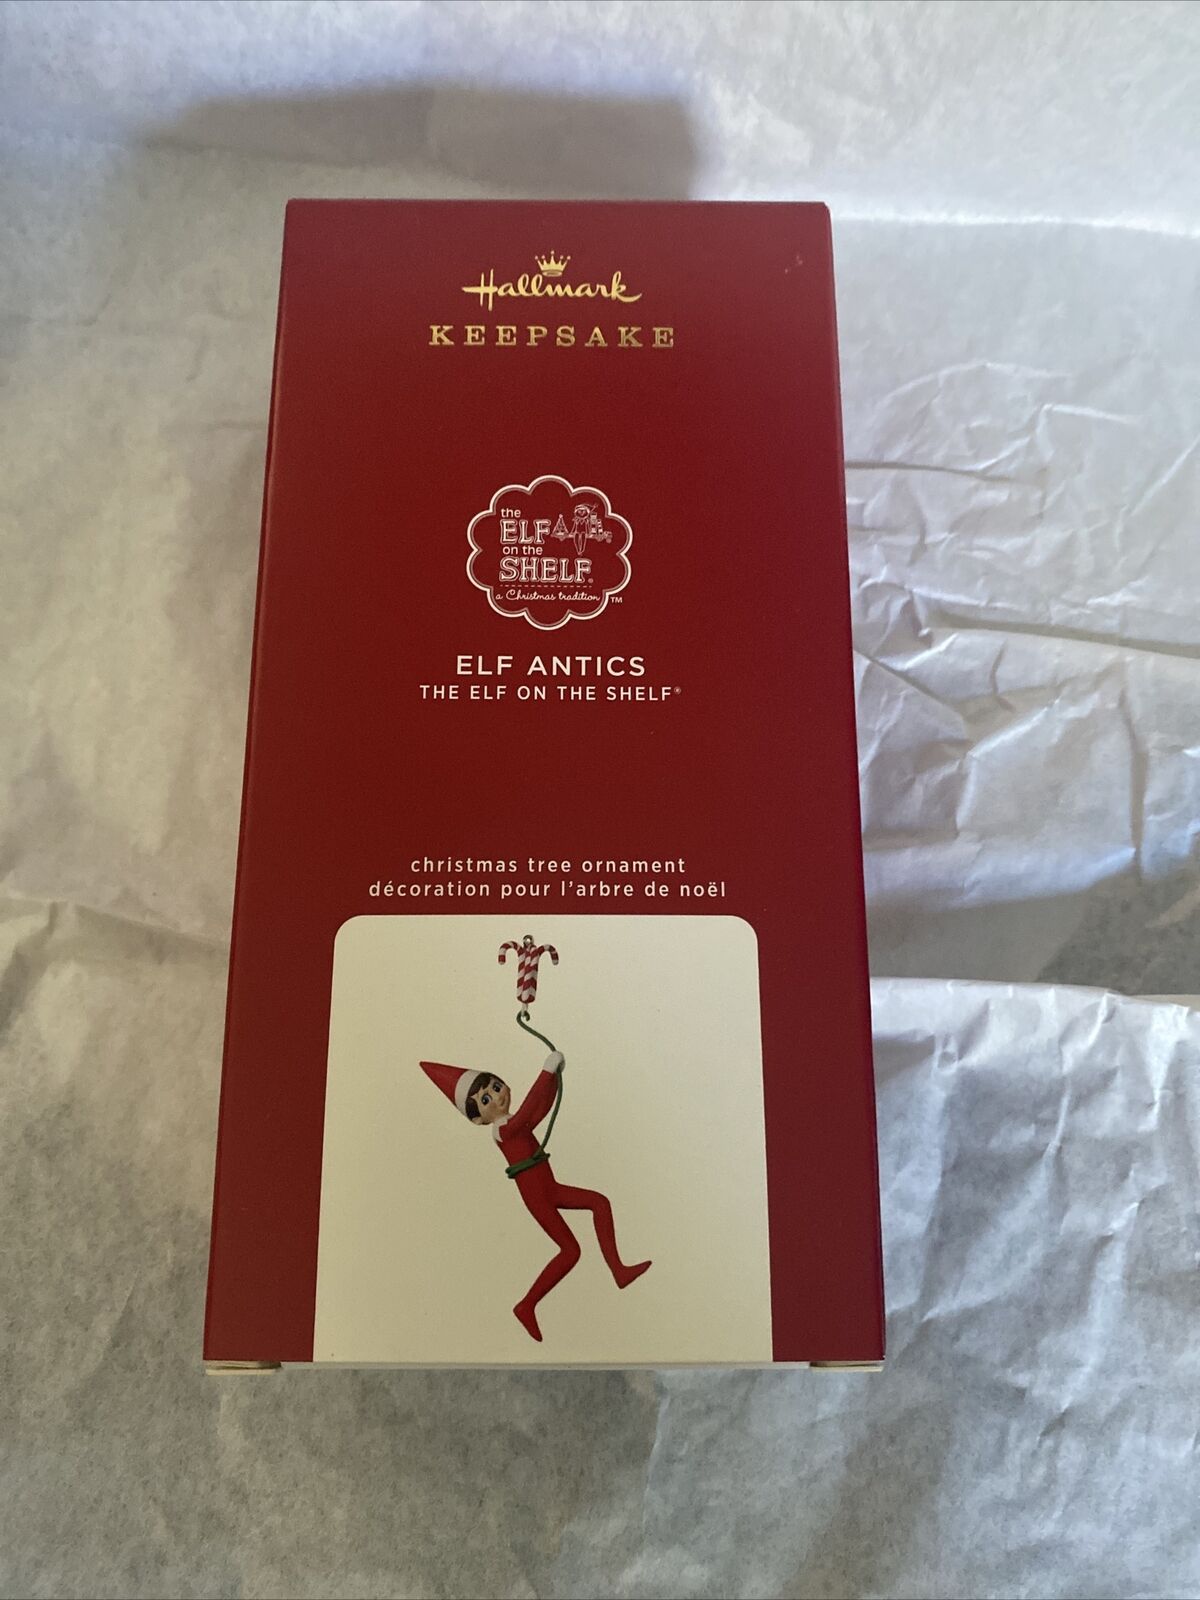 Hallmark
KEEPSAKE
the
ELF
on the
SHELF®
a Christmas tradition ™
ELF ANTICS
THE ELF ON THE SHELF®
christmas tree ornament
décoration pour l'arbre de noël